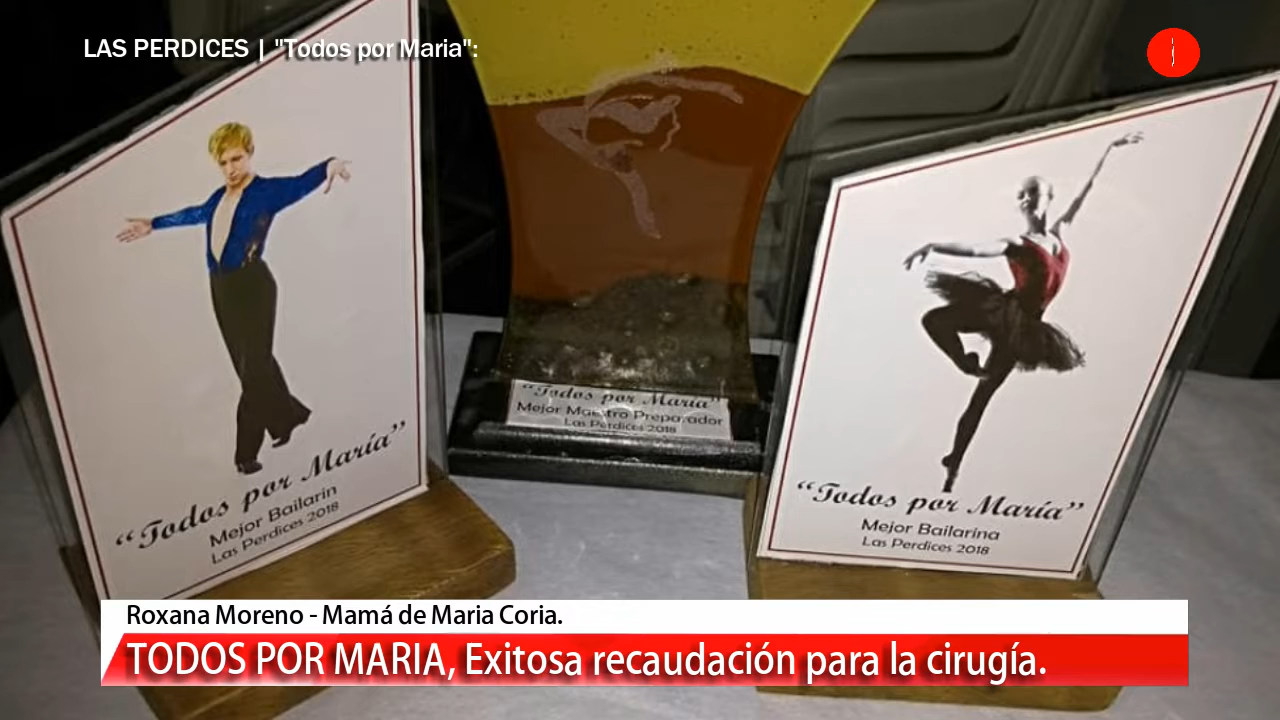 LAS PERDICES | "Todos por Maria":
"Todos por María"
Mejor Bailarin
Las Perdices 2018
"Todos por María"
Mejor Maestro Preparador
Las Perdices 2018
"Todos por María"
Mejor Bailarina
Las Perdices 2018
Roxana Moreno - Mamá de Maria Coria.
TODOS POR MARIA, Exitosa recaudación para la cirugía.